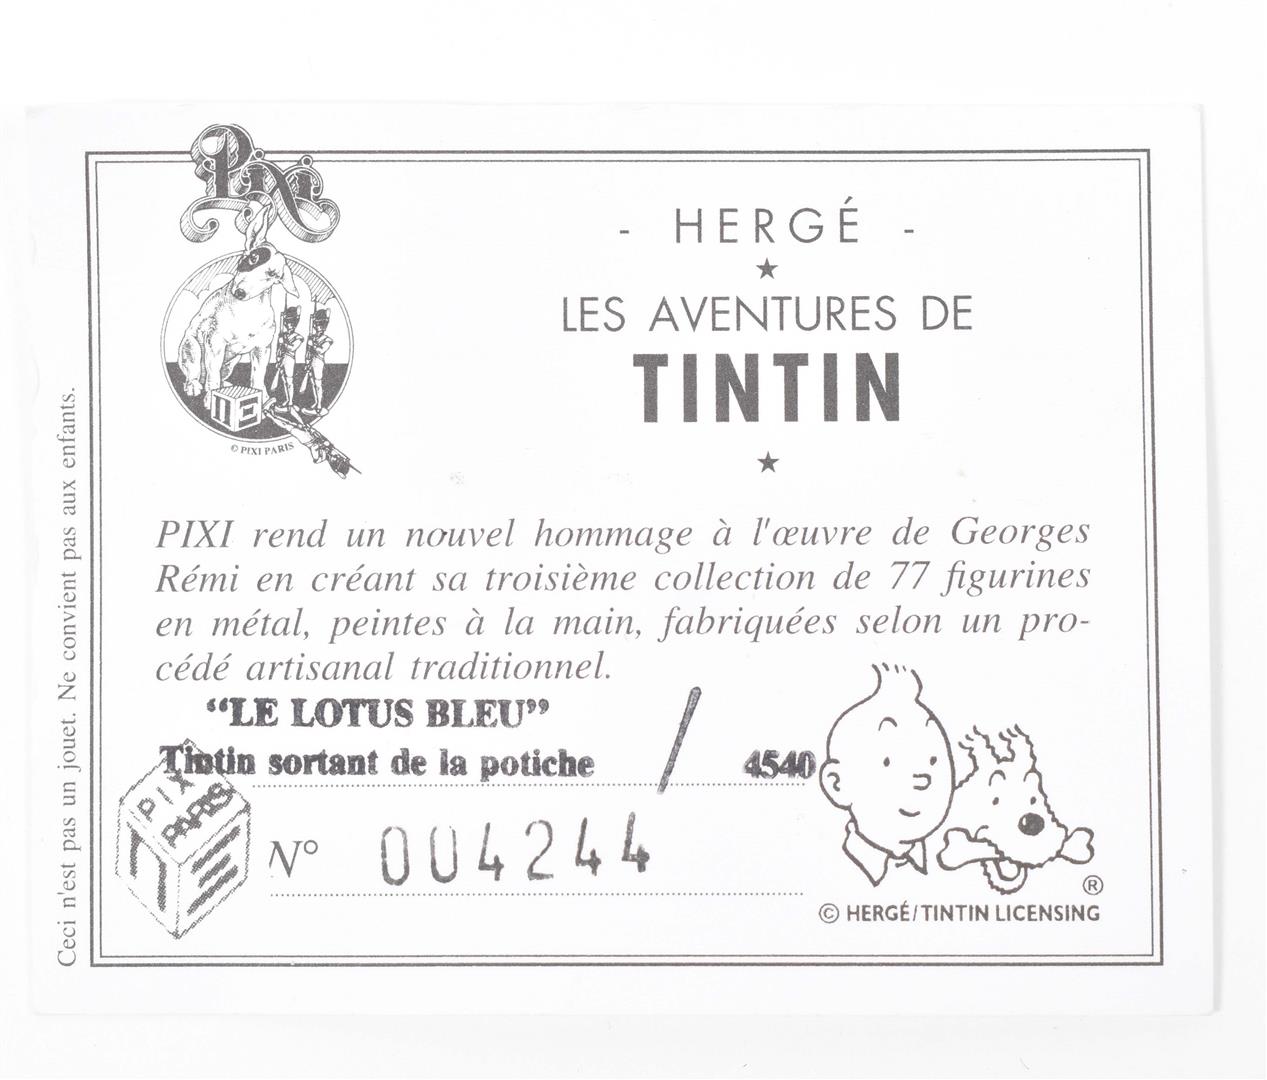 Pixi
© PIXI PARIS
- HERGÉ -
LES AVENTURES DE
TINTIN
PIXI rend un nouvel hommage à l'œuvre de Georges
Rémi en créant sa troisième collection de 77 figurines
en métal, peintes à la main, fabriquées selon un pro-
cédé artisanal traditionnel.
“LE LOTUS BLEU”
Tintin sortant de la potiche / 4540
PIXI
PARIS
N° 004244
®
© HERGÉ/TINTIN LICENSING
Ceci n'est pas un jouet. Ne convient pas aux enfants.